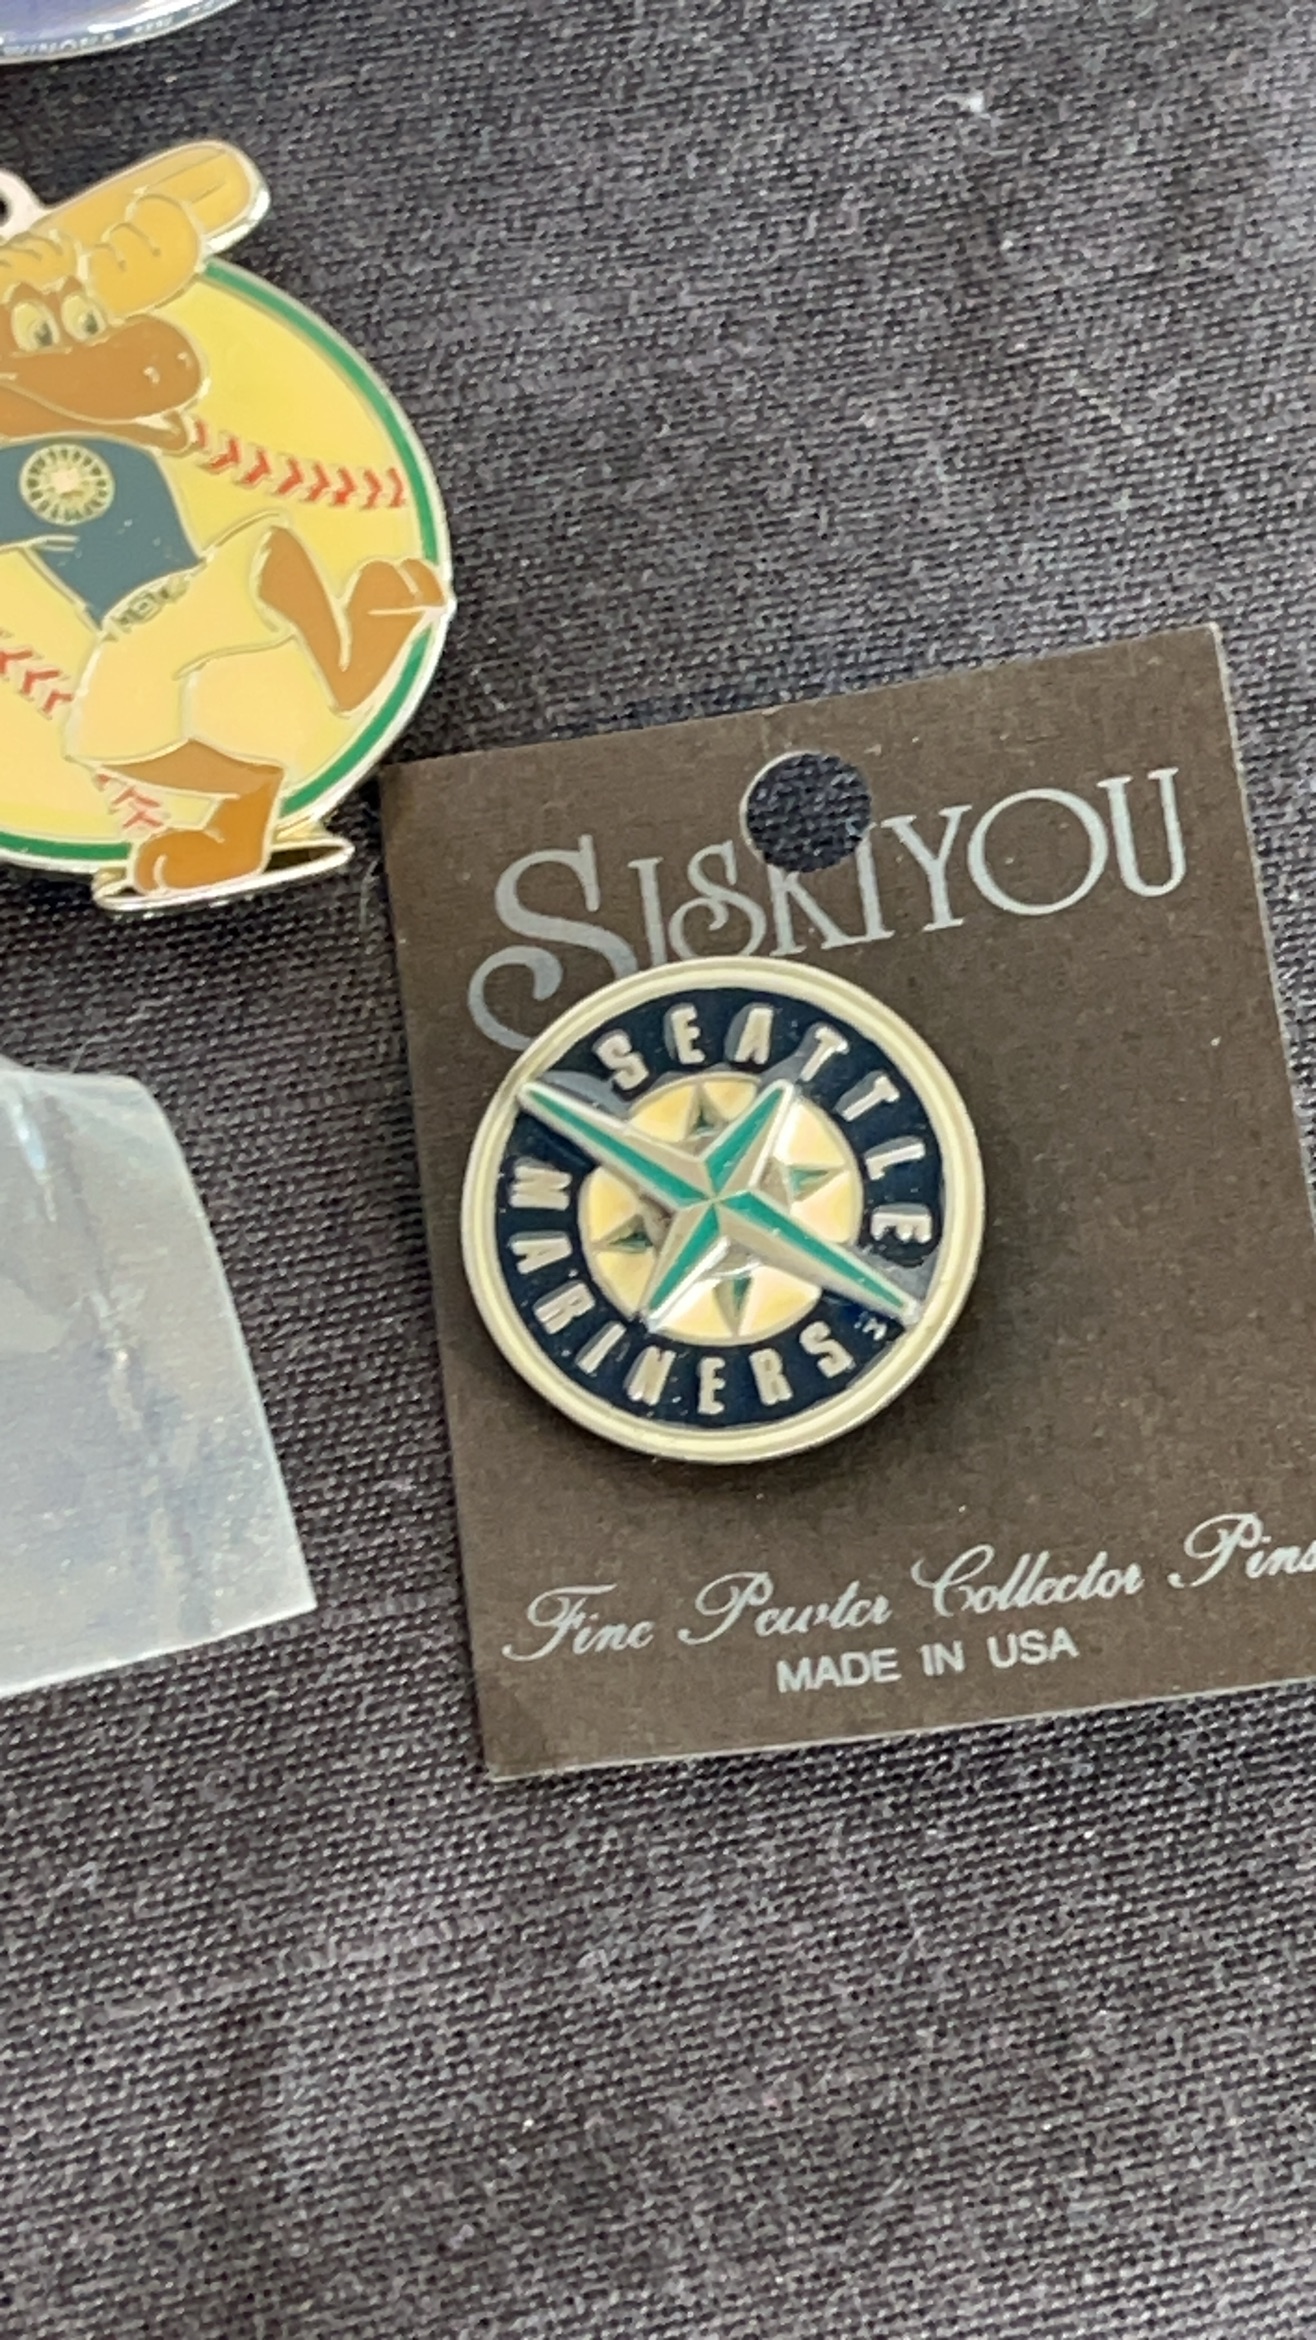 SISKIYOU
SEATTLE
MARINERS
Fine Pewter Collector Pins
MADE IN USA